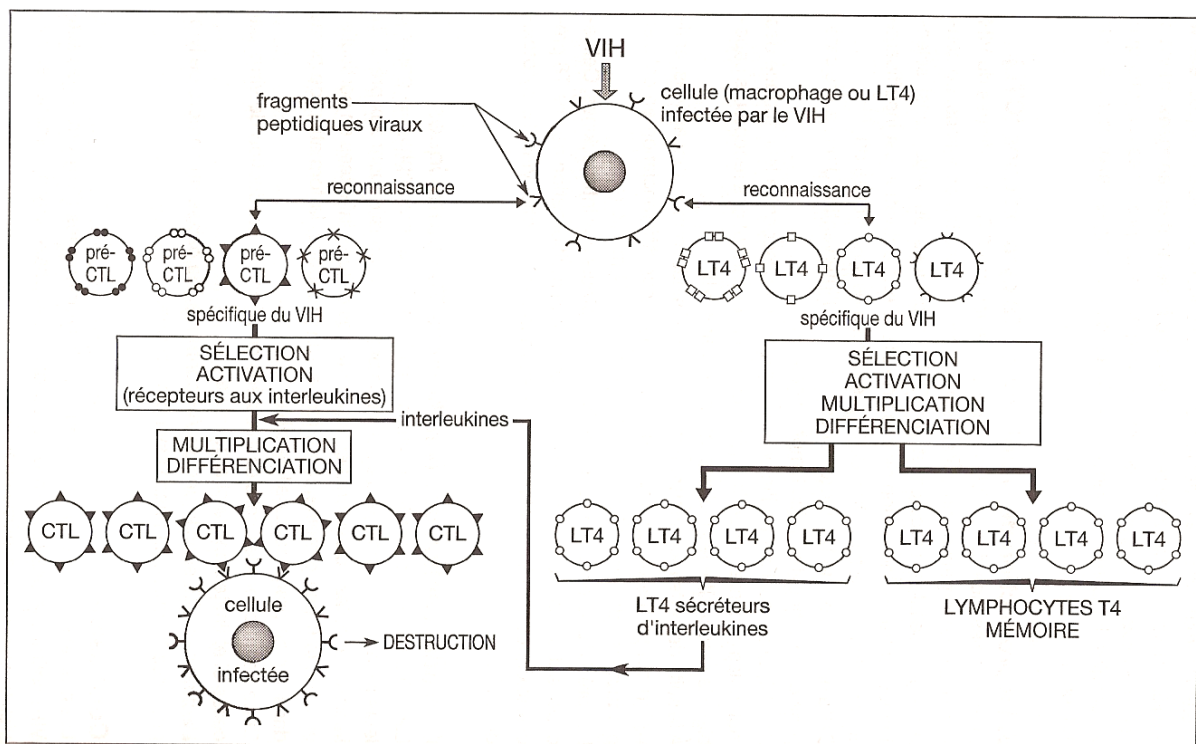 VIH
cellule (macrophage ou LT4)
infectée par le VIH
fragments
peptidiques viraux
reconnaissance
reconnaissance
pré-
CTL
pré-
CTL
pré-
CTL
pré-
CTL
LT4
LT4
LT4
LT4
spécifique du VIH
spécifique du VIH
SÉLECTION
ACTIVATION
(récepteurs aux interleukines)
SÉLECTION
ACTIVATION
MULTIPLICATION
DIFFÉRENCIATION
interleukines
MULTIPLICATION
DIFFÉRENCIATION
CTL
CTL
CTL
CTL
CTL
CTL
LT4
LT4
LT4
LT4
LT4
LT4
LT4
LT4
cellule
infectée
DESTRUCTION
LT4 sécréteurs
d'interleukines
LYMPHOCYTES T4
MÉMOIRE